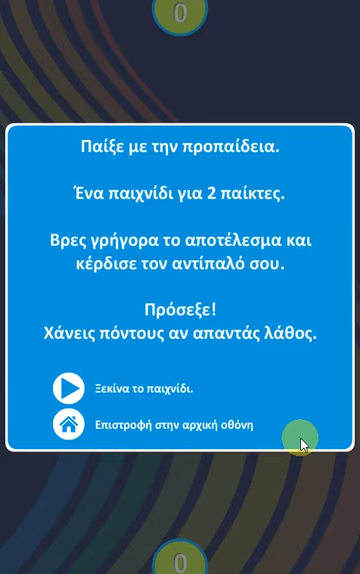 0
Παίξε με την προπαίδεια.
Ένα παιχνίδι για 2 παίκτες.
Βρες γρήγορα το αποτέλεσμα και
κέρδισε τον αντίπαλό σου.
Πρόσεξε!
Χάνεις πόντους αν απαντάς λάθος.
Ξεκίνα το παιχνίδι.
Επιστροφή στην αρχική οθόνη
0